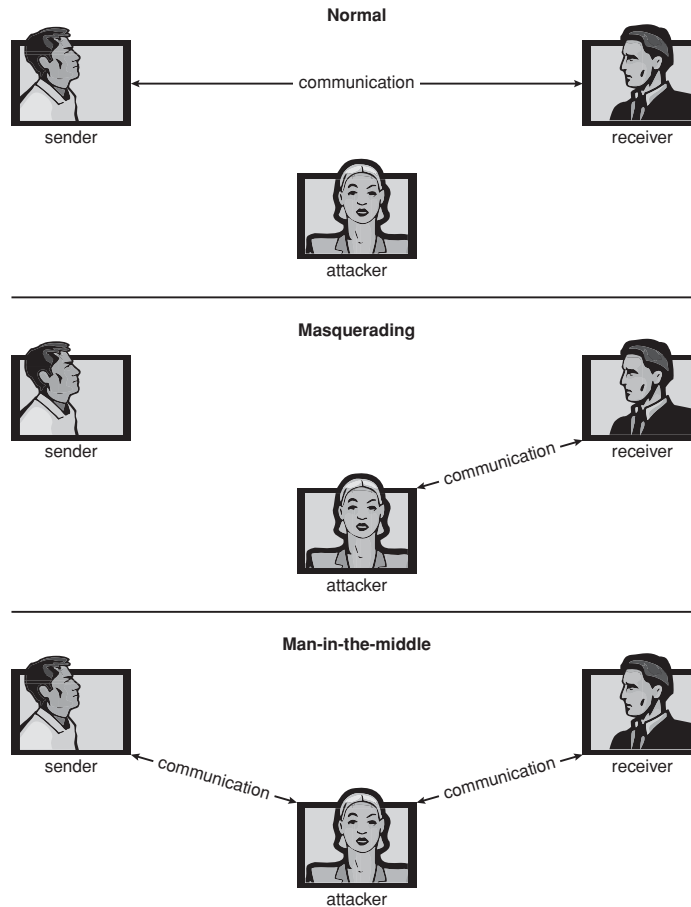 Normal
communication
sender
receiver
attacker
Masquerading
sender
communication
receiver
attacker
Man-in-the-middle
sender
communication
communication
receiver
attacker